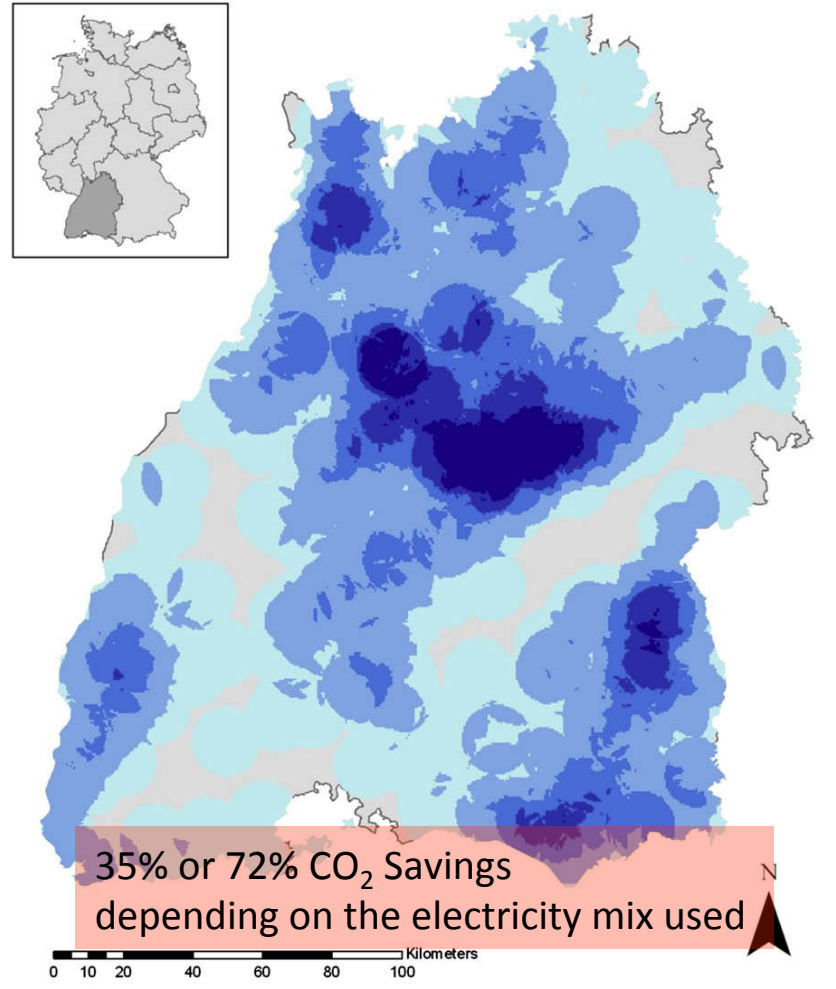 35% or 72% CO₂ Savings
depending on the electricity mix used
N
Kilometers
0 10 20 40 60 80 100